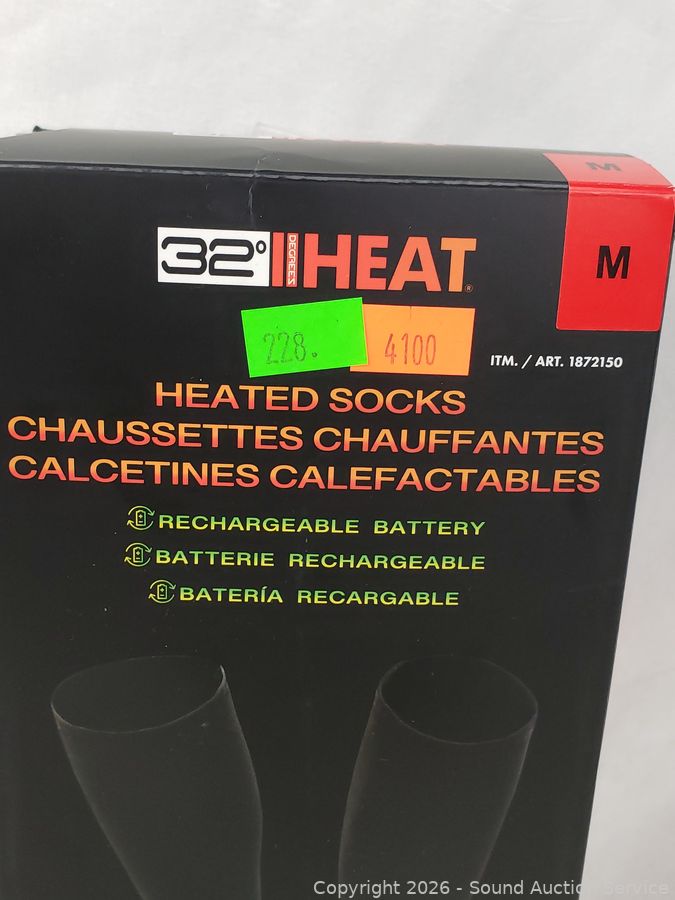 M
32° DEGREES HEAT®
M
228.
4100
ITM. / ART. 1872150
HEATED SOCKS
CHAUSSETTES CHAUFFANTES
CALCETINES CALEFACTABLES
RECHARGEABLE BATTERY
BATTERIE RECHARGEABLE
BATERÍA RECARGABLE
Copyright 2026 - Sound Auction Service